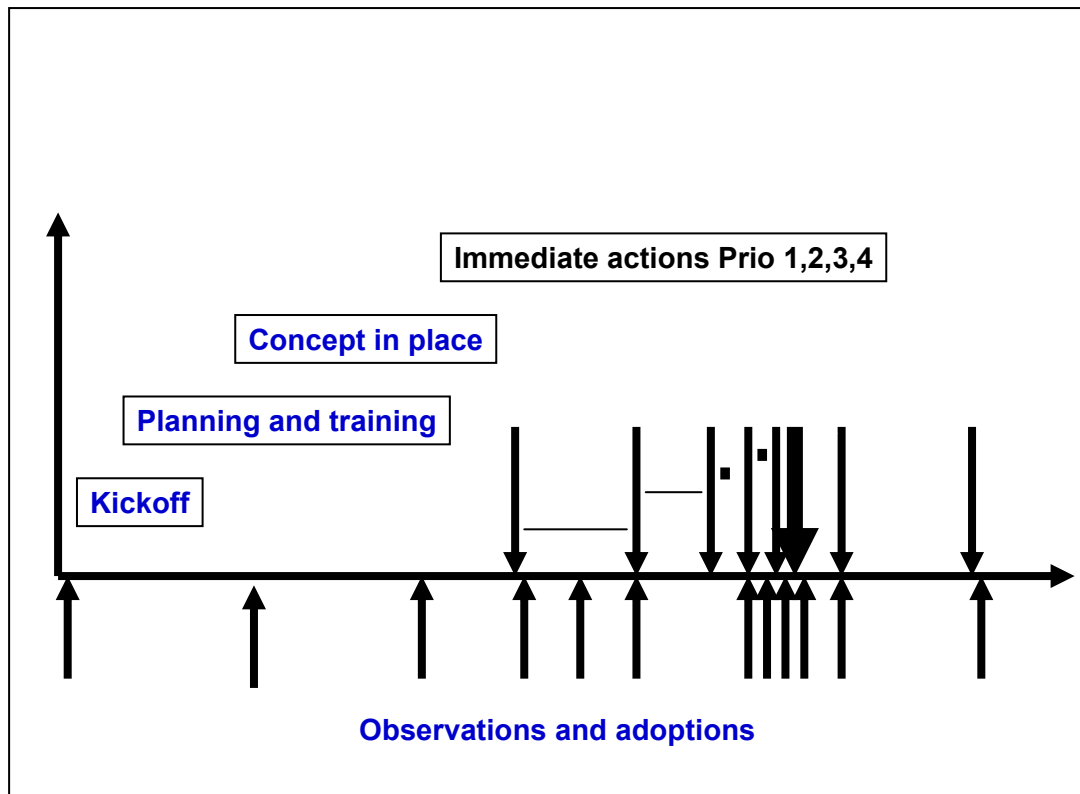 Immediate actions Prio 1,2,3,4
Concept in place
Planning and training
Kickoff
Observations and adoptions